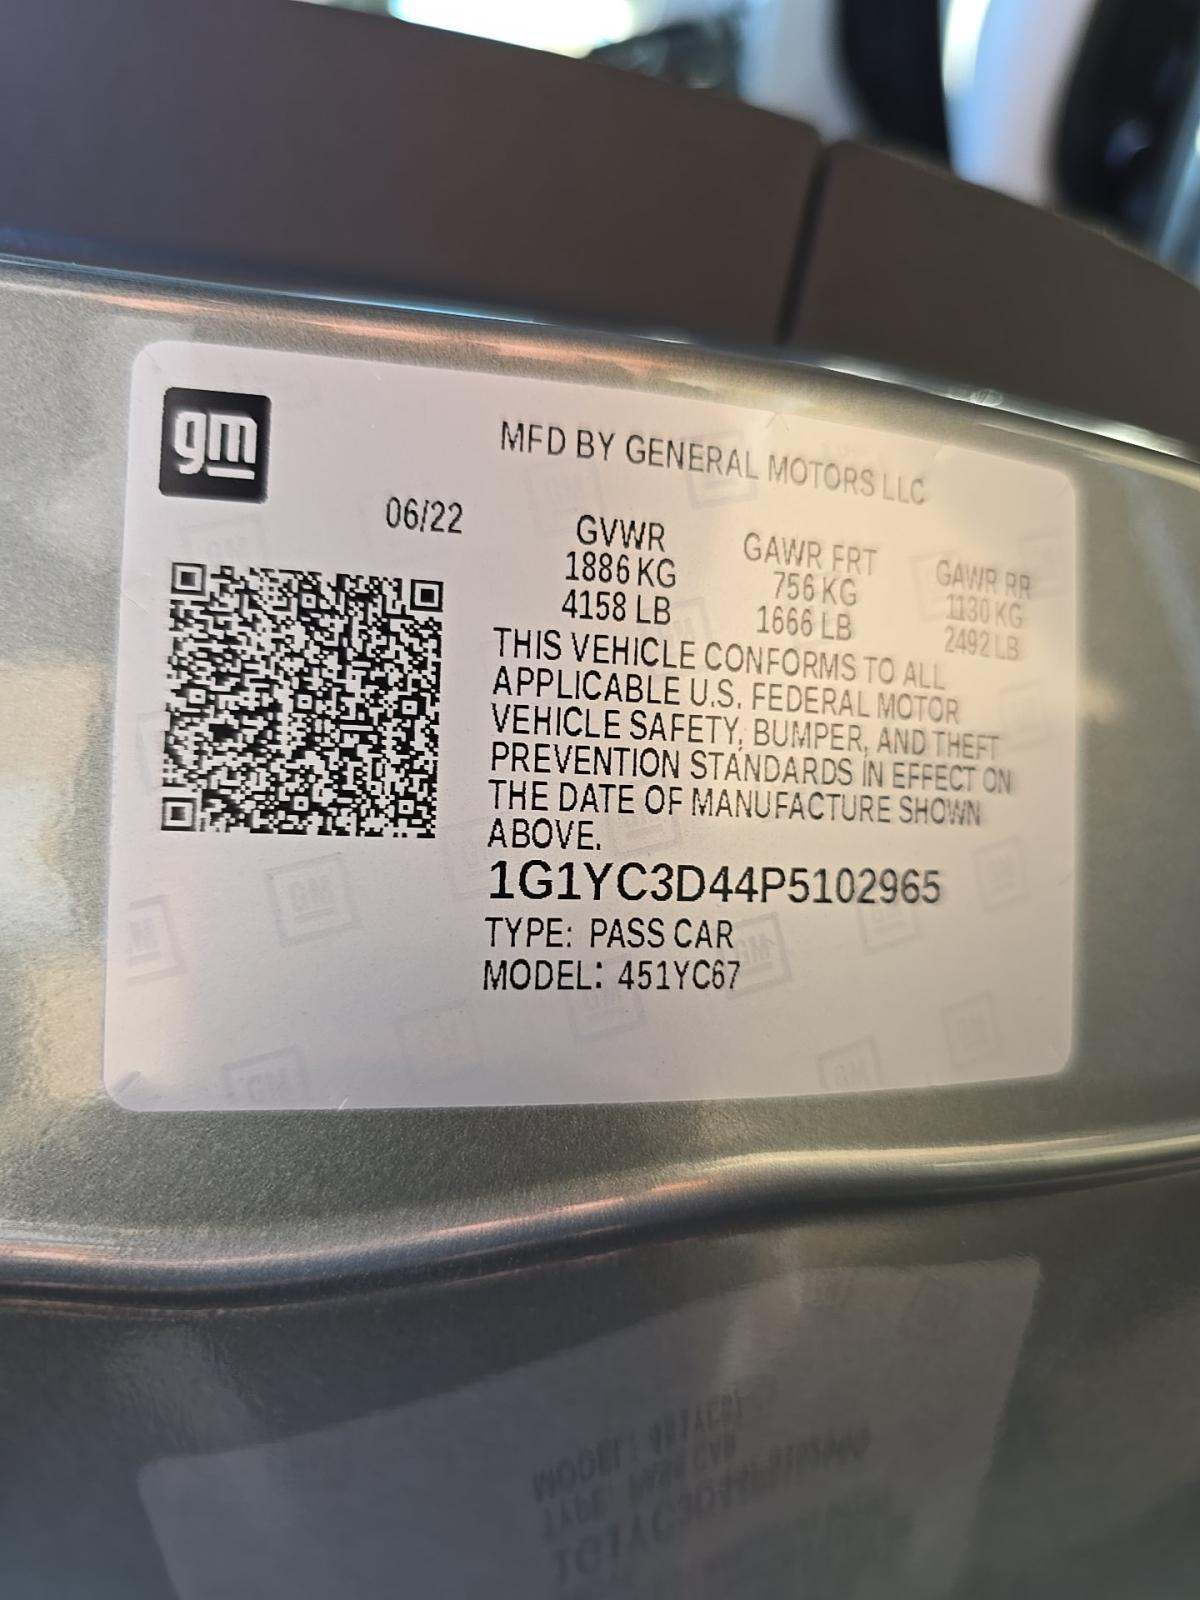 gm
MFD BY GENERAL MOTORS LLC
06/22
GVWR GAWR FRT GAWR RR
1886 KG 756 KG 1130 KG
4158 LB 1666 LB 2492 LB
THIS VEHICLE CONFORMS TO ALL
APPLICABLE U.S. FEDERAL MOTOR
VEHICLE SAFETY, BUMPER, AND THEFT
PREVENTION STANDARDS IN EFFECT ON
THE DATE OF MANUFACTURE SHOWN
ABOVE.
1G1YC3D44P5102965
TYPE: PASS CAR
MODEL: 451YC67